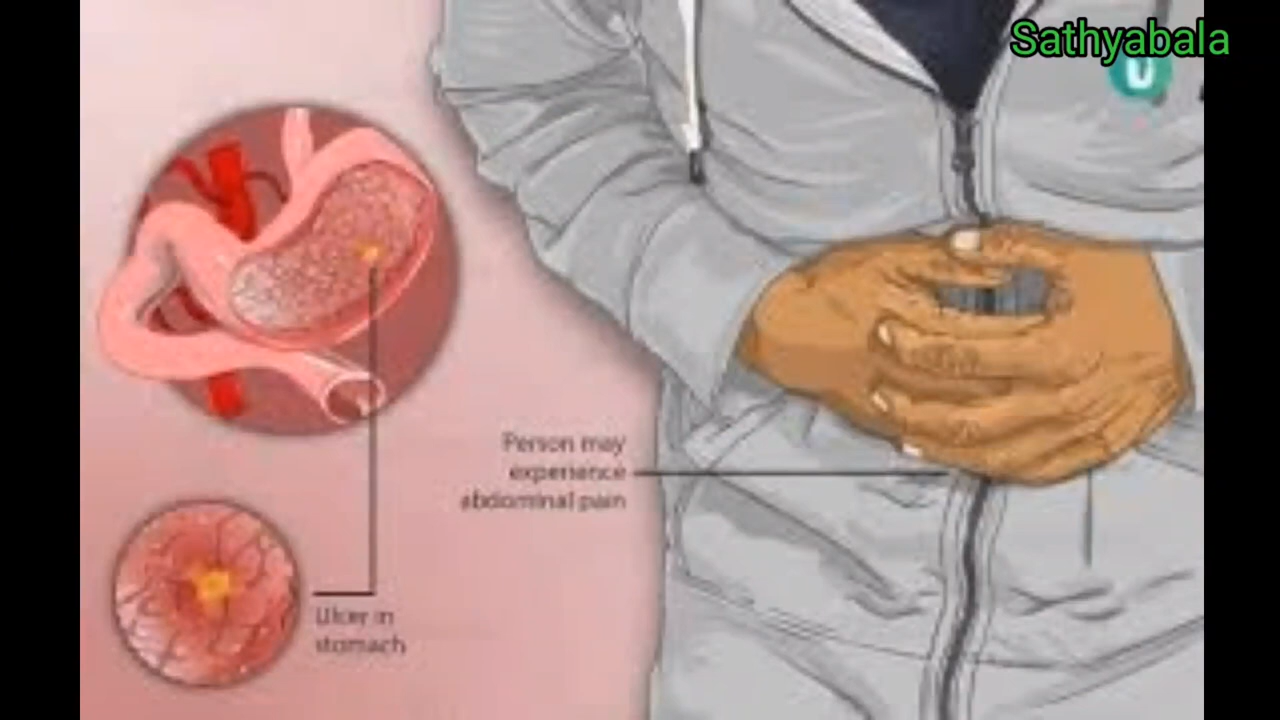 Sathyabala
U
Person may
experience
abdominal pain
Ulcer in
stomach